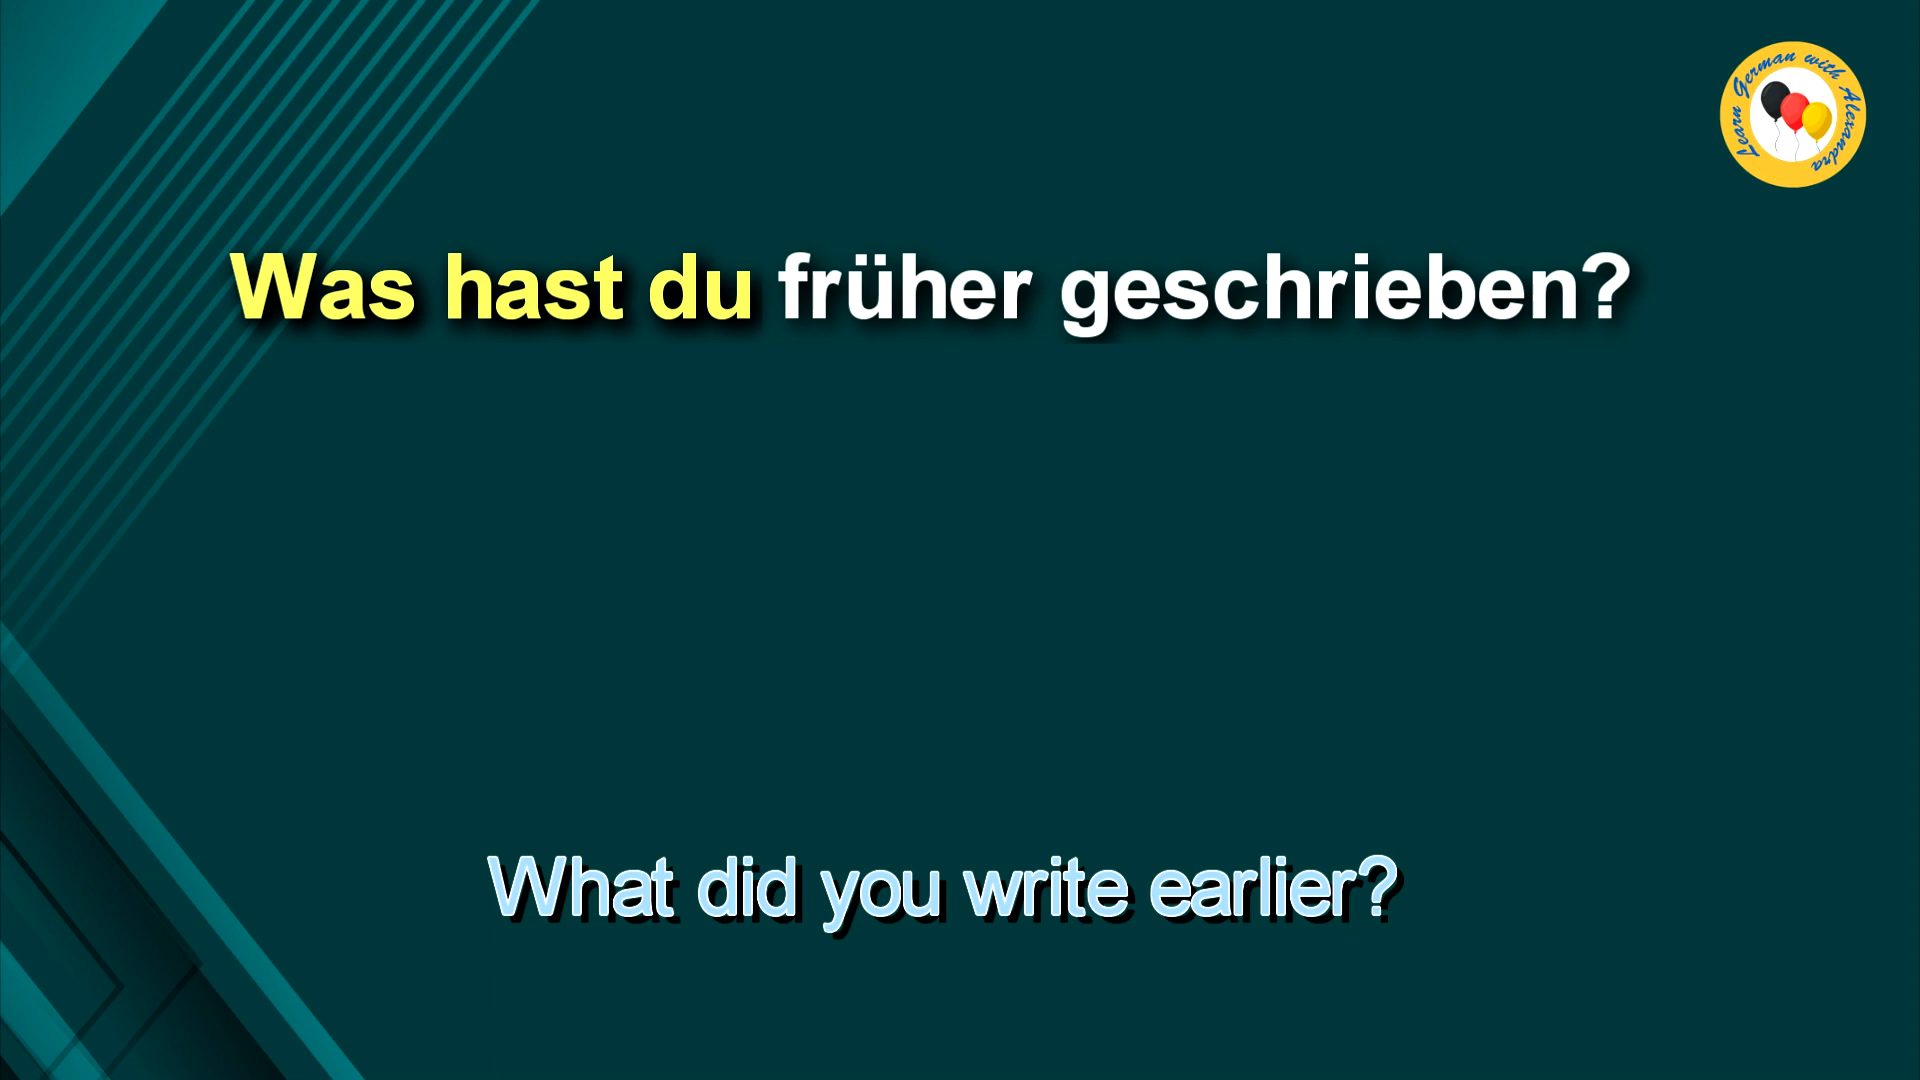 Learn German with Alexandra
Was hast du früher geschrieben?
What did you write earlier?